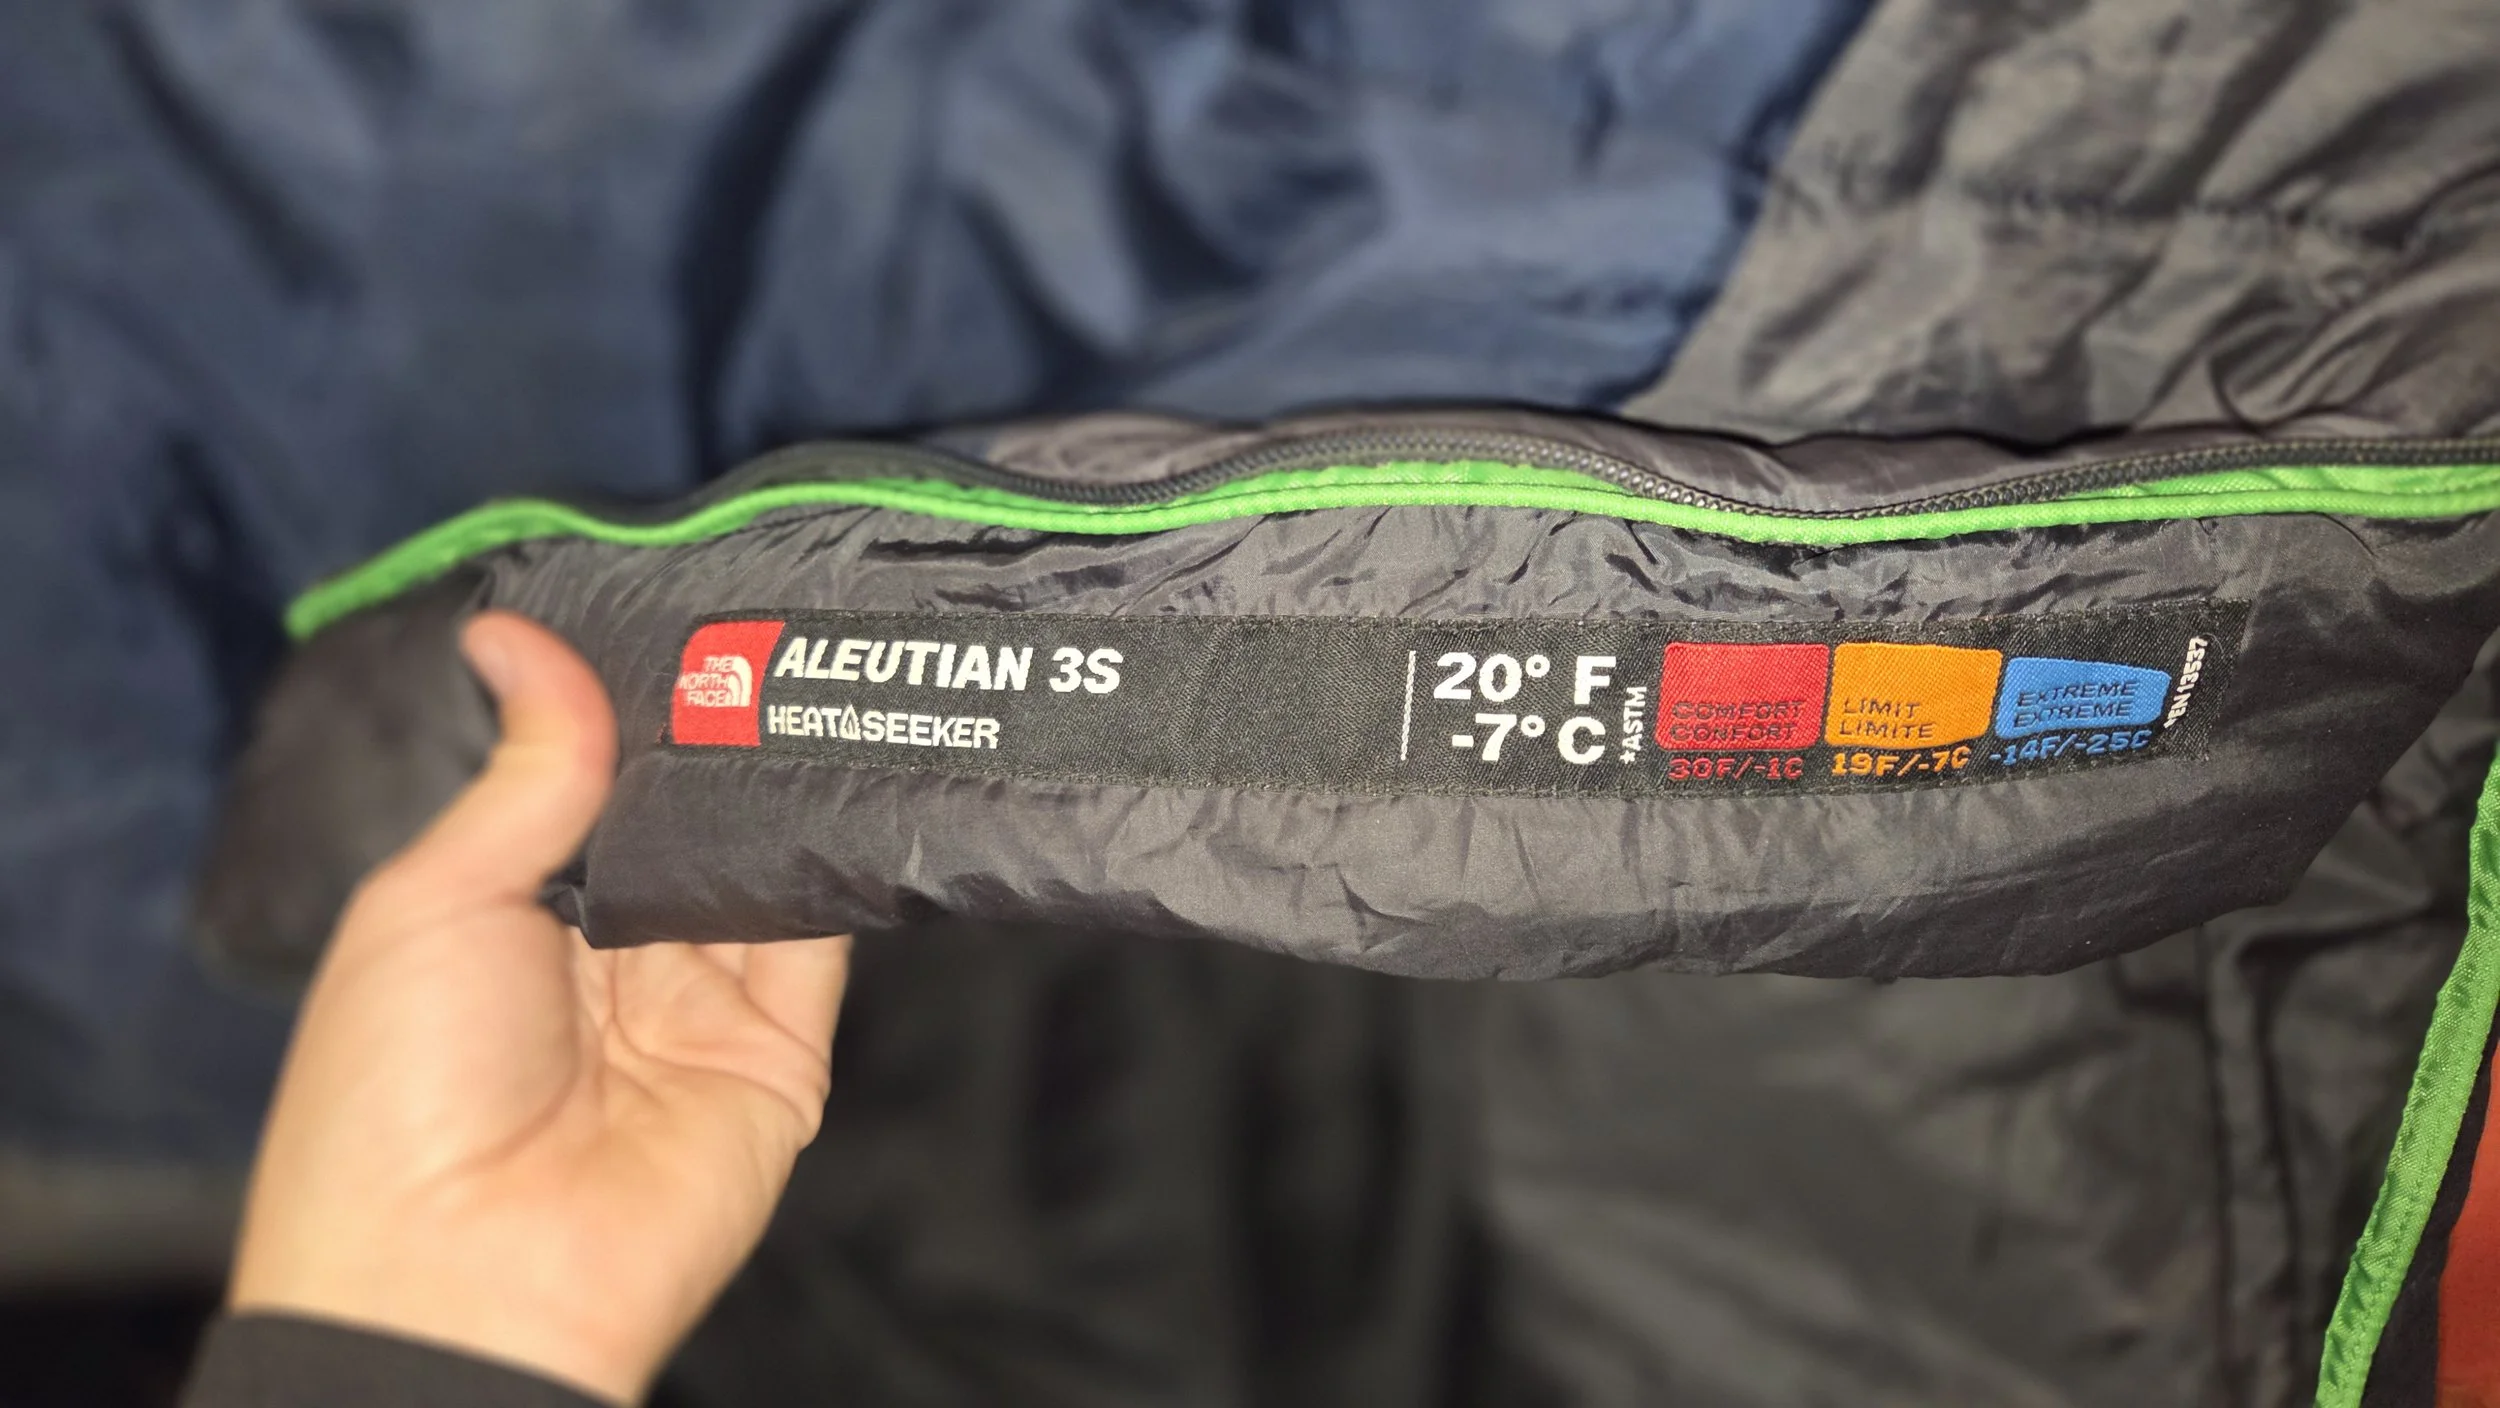 THE
NORTH
FACE
ALEUTIAN 3S
HEATSEEKER
20° F
-7° C
*ASTM
COMFORT
CONFORT
30F/-1C
LIMIT
LIMITE
19F/-7C
EXTREME
EXTREME
-14F/-25C
*EN13537